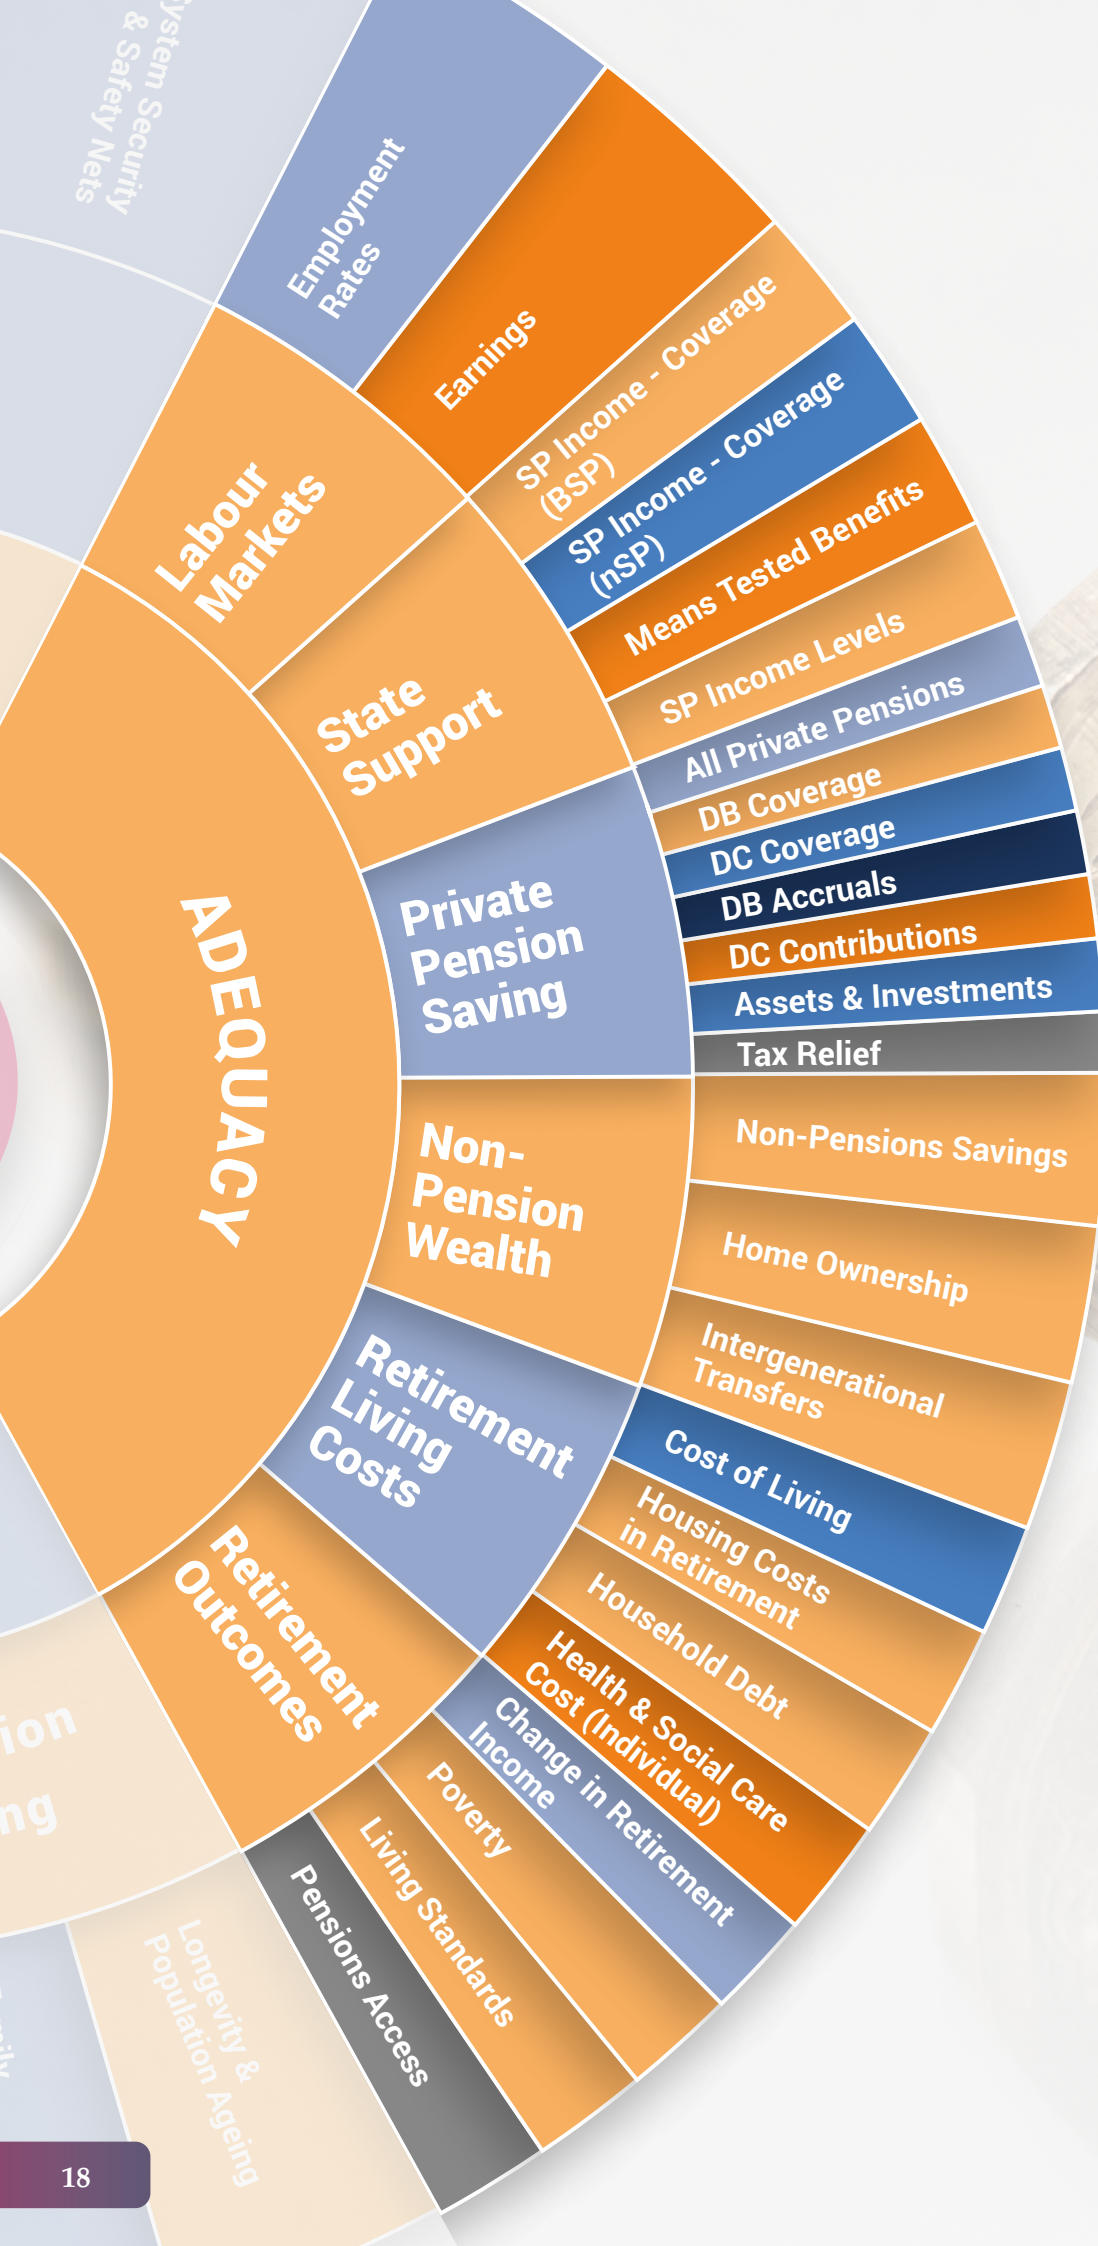 System Security
& Safety Nets
Employment
Rates
Earnings
SP Income - Coverage
(BSP)
SP Income - Coverage
(nSP)
Means Tested Benefits
SP Income Levels
All Private Pensions
DB Coverage
DC Coverage
DB Accruals
DC Contributions
Assets & Investments
Tax Relief
Non-Pensions Savings
Home Ownership
Intergenerational
Transfers
Cost of Living
Housing Costs
in Retirement
Household Debt
Health & Social Care
Cost (Individual)
Change in Retirement
Income
Poverty
Living Standards
Pensions Access
Labour
Markets
State
Support
Private
Pension
Saving
Non-
Pension
Wealth
Retirement
Living
Costs
Retirement
Outcomes
ADEQUACY
ion
ng
Longevity &
Population Ageing
18